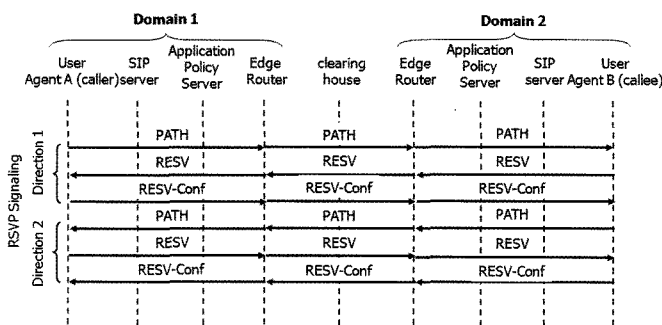 Domain 1
Domain 2
User
Agent A (caller)
SIP
server
Application
Policy
Server
Edge
Router
clearing
house
Edge
Router
Application
Policy
Server
SIP
server
User
Agent B (callee)
RSVP Signaling
Direction 1
PATH PATH PATH
RESV RESV RESV
RESV-Conf RESV-Conf RESV-Conf
Direction 2
PATH PATH PATH
RESV RESV RESV
RESV-Conf RESV-Conf RESV-Conf